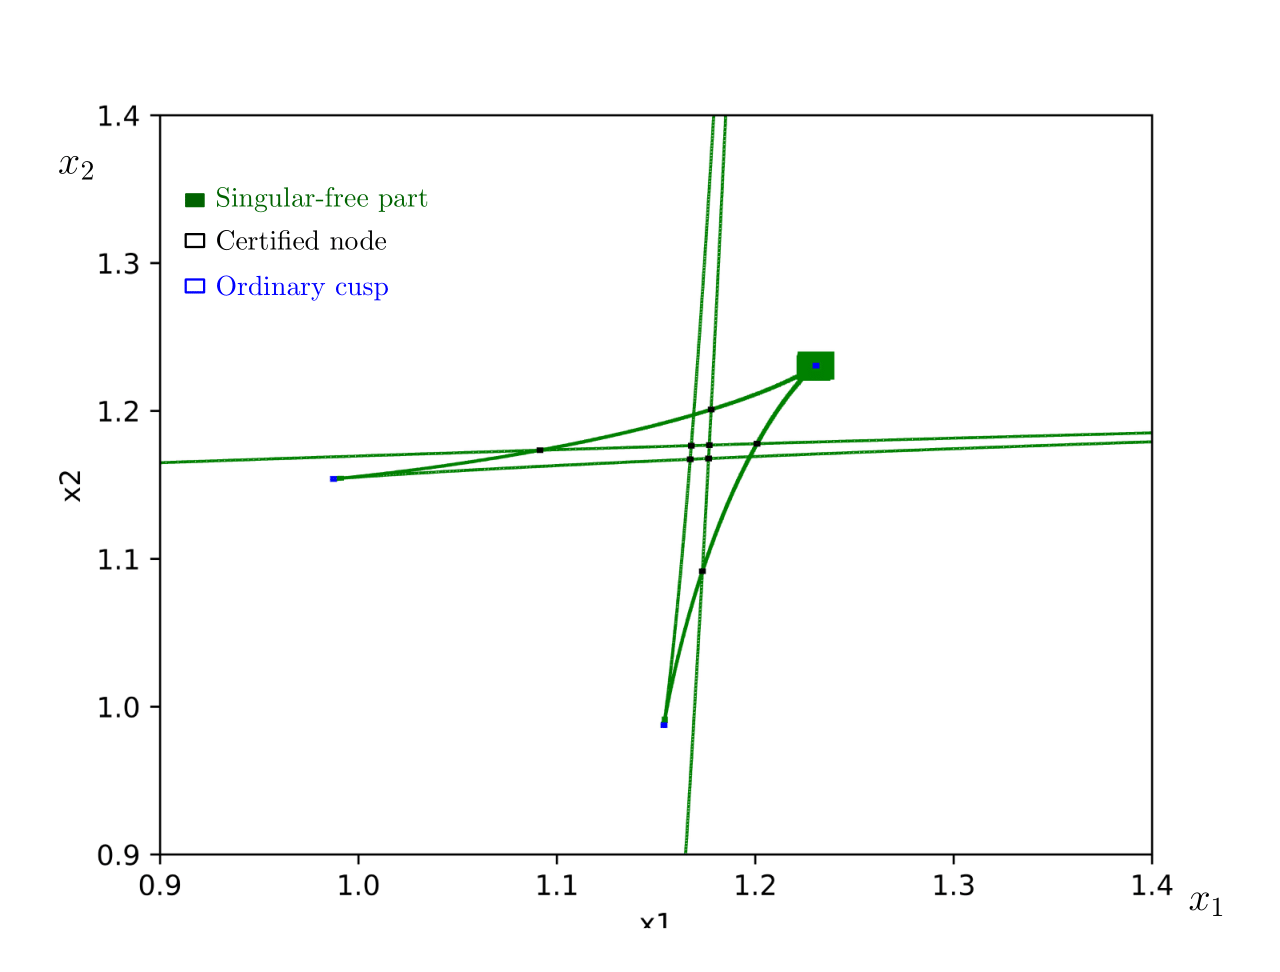 1.4
x₂
Singular-free part
Certified node
1.3
Ordinary cusp
1.2
x2
1.1
1.0
0.9
0.9 1.0 1.1 1.2 1.3 1.4
x₁
x1